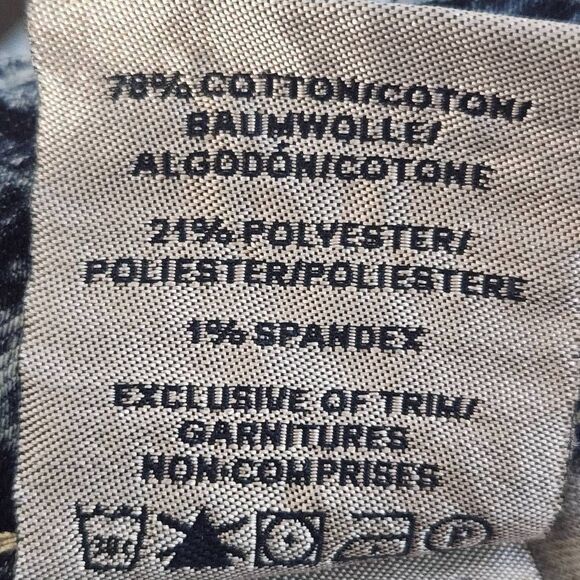 78% COTTON/COTON/
BAUMWOLLE/
ALGODÓN/COTONE
21% POLYESTER/
POLIESTER/POLIESTERE
1% SPANDEX
EXCLUSIVE OF TRIM/
GARNITURES
NON-COMPRISES
P